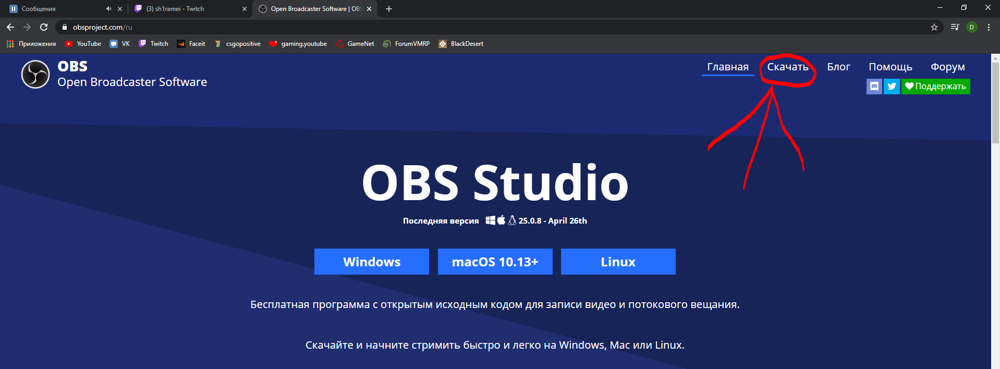 Сообщения
(3) sh1ramei - Twitch
Open Broadcaster Software | OBS
obsproject.com/ru
D
Приложения YouTube VK Twitch Faceit csgopositive gaming.youtube GameNet ForumVMRP BlackDesert
OBS
Open Broadcaster Software
Главная Скачать Блог Помощь Форум
Поддержать
OBS Studio
Последняя версия 25.0.8 - April 26th
Windows macOS 10.13+ Linux
Бесплатная программа с открытым исходным кодом для записи видео и потокового вещания.
Скачайте и начните стримить быстро и легко на Windows, Mac или Linux.